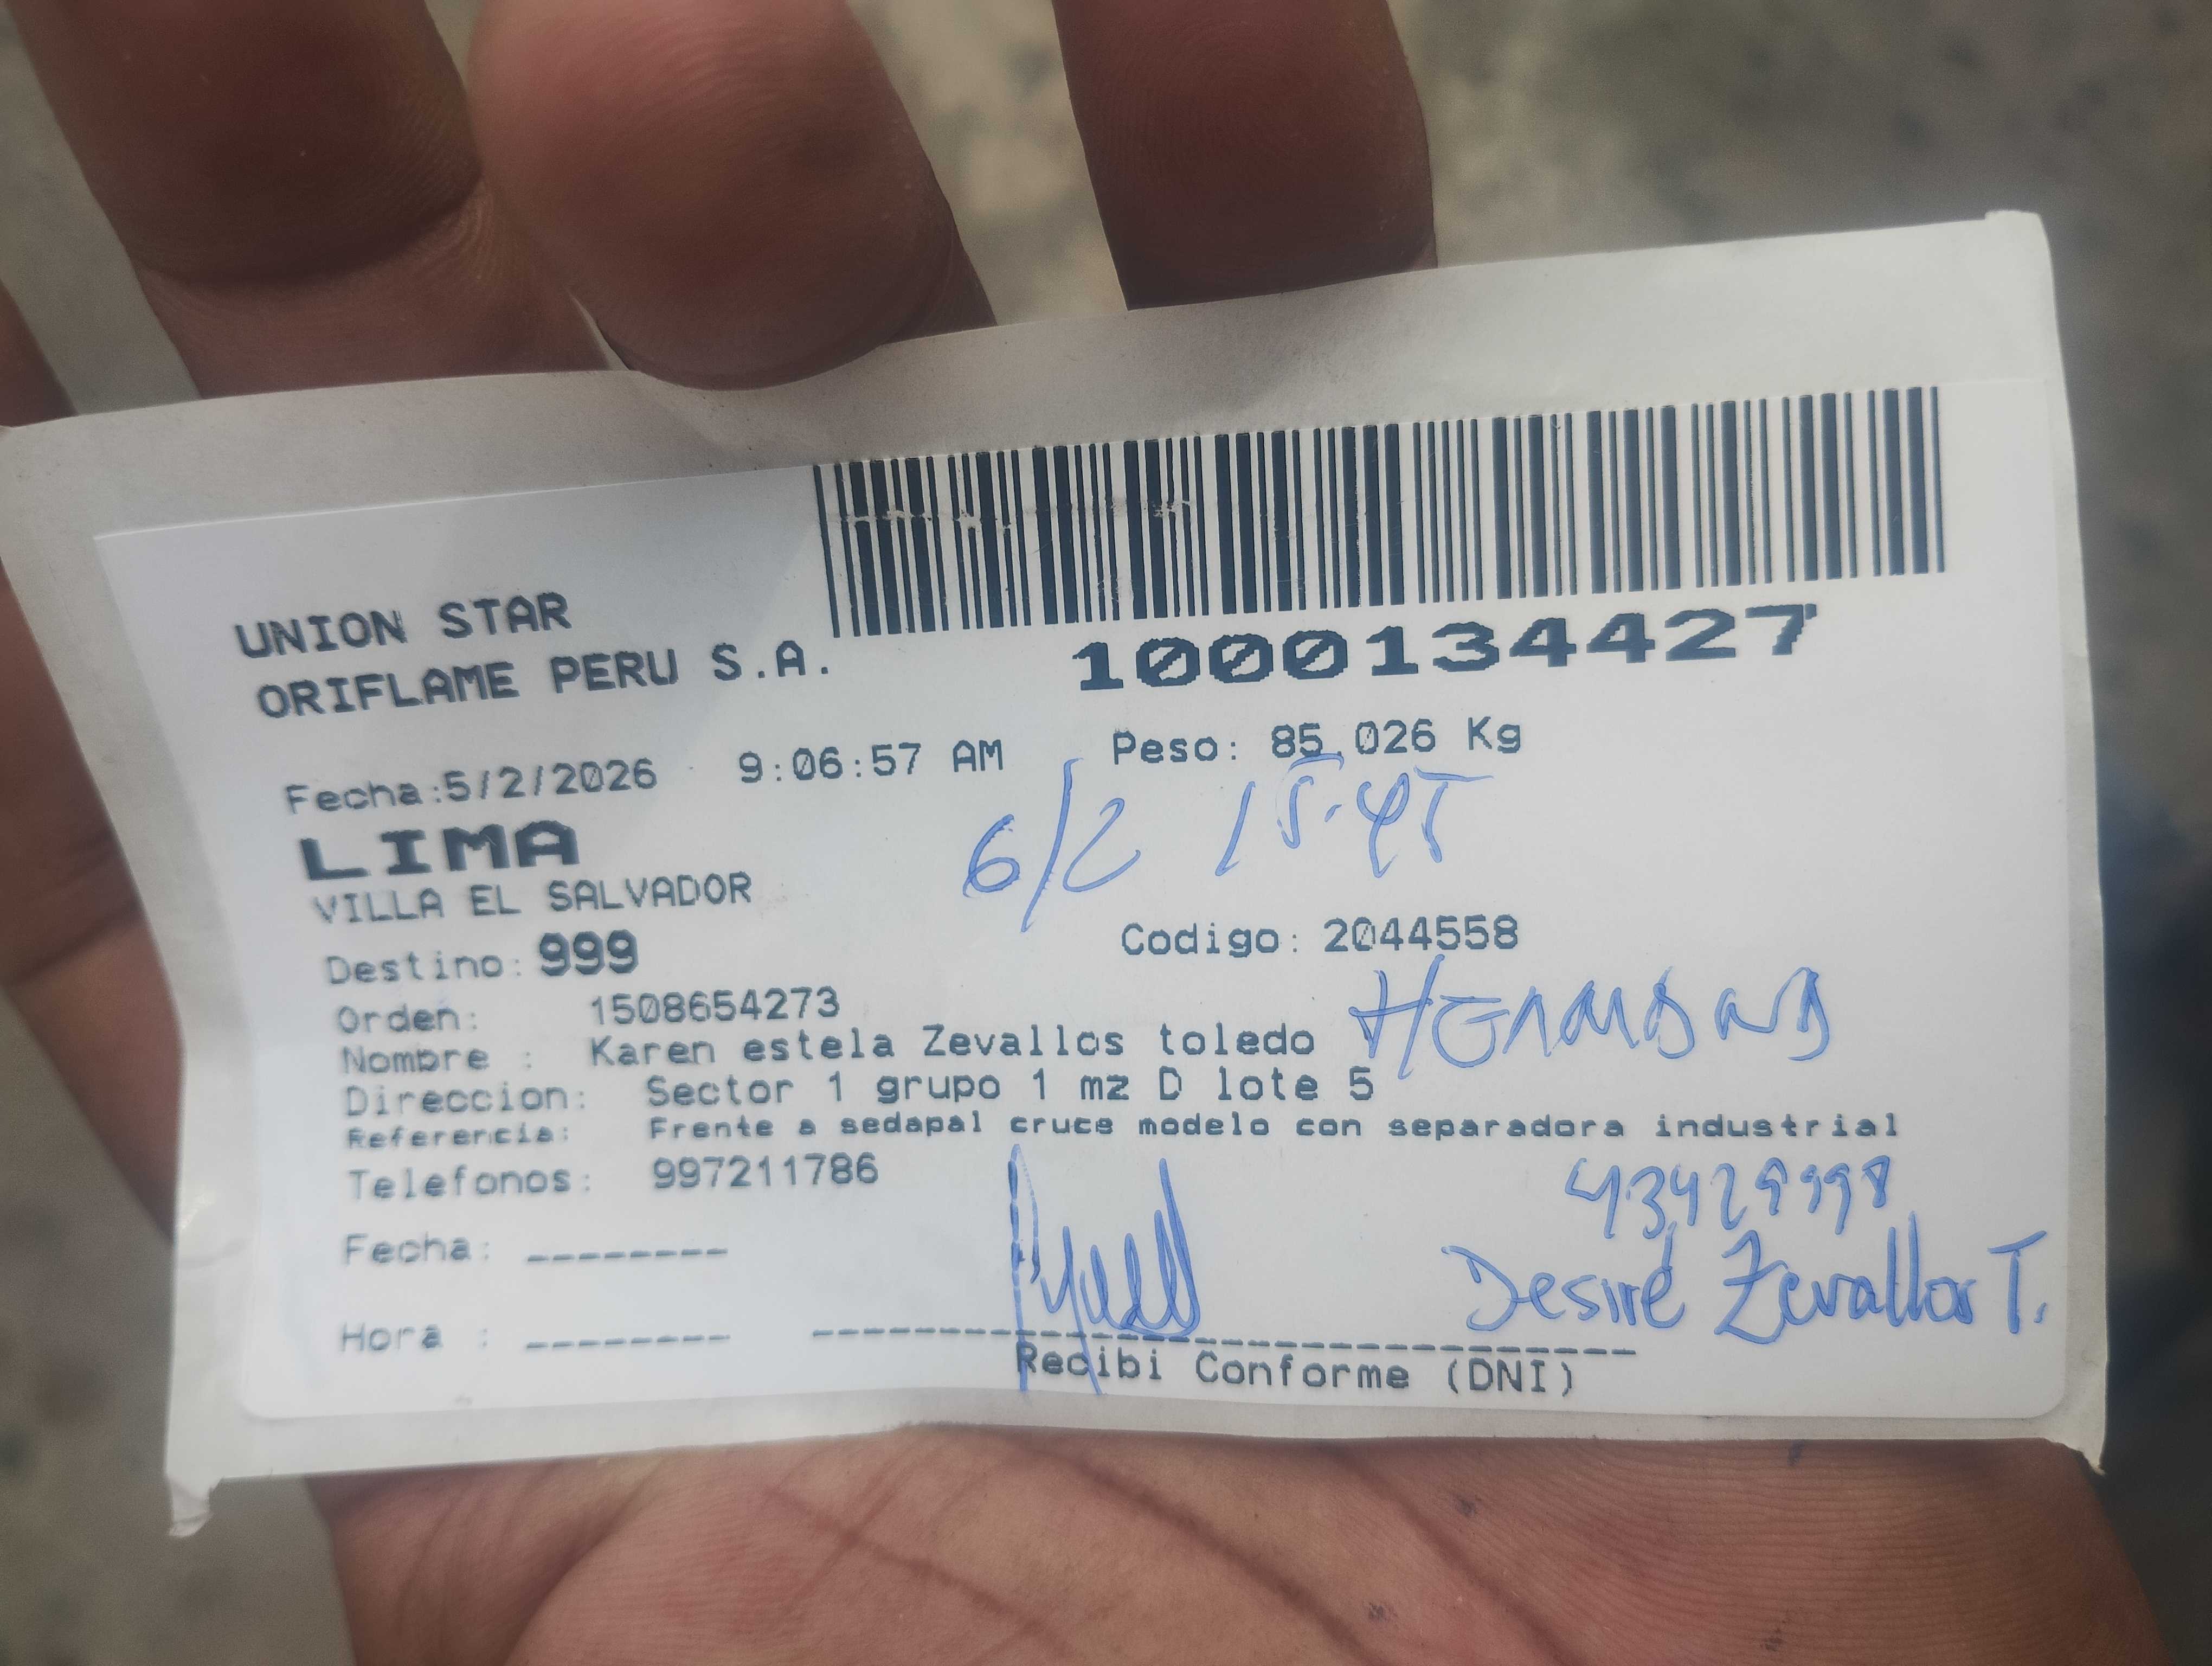 UNION STAR
ORIFLAME PERU S.A.
1000134427
Fecha:5/2/2026 9:06:57 AM Peso: 85.026 Kg
6/2 15:45
LIMA
VILLA EL SALVADOR
Destino: 999 Codigo: 2044558
Orden: 1508654273
Nombre : Karen estela Zevallos toledo
Direccion: Sector 1 grupo 1 mz D lote 5
Referencia: Frente a sedapal cruce modelo con separadora industrial
Telefonos: 997211786
43429998
Desiré Zevallos T.
Fecha: --------
Hora : --------
Recibi Conforme (DNI)